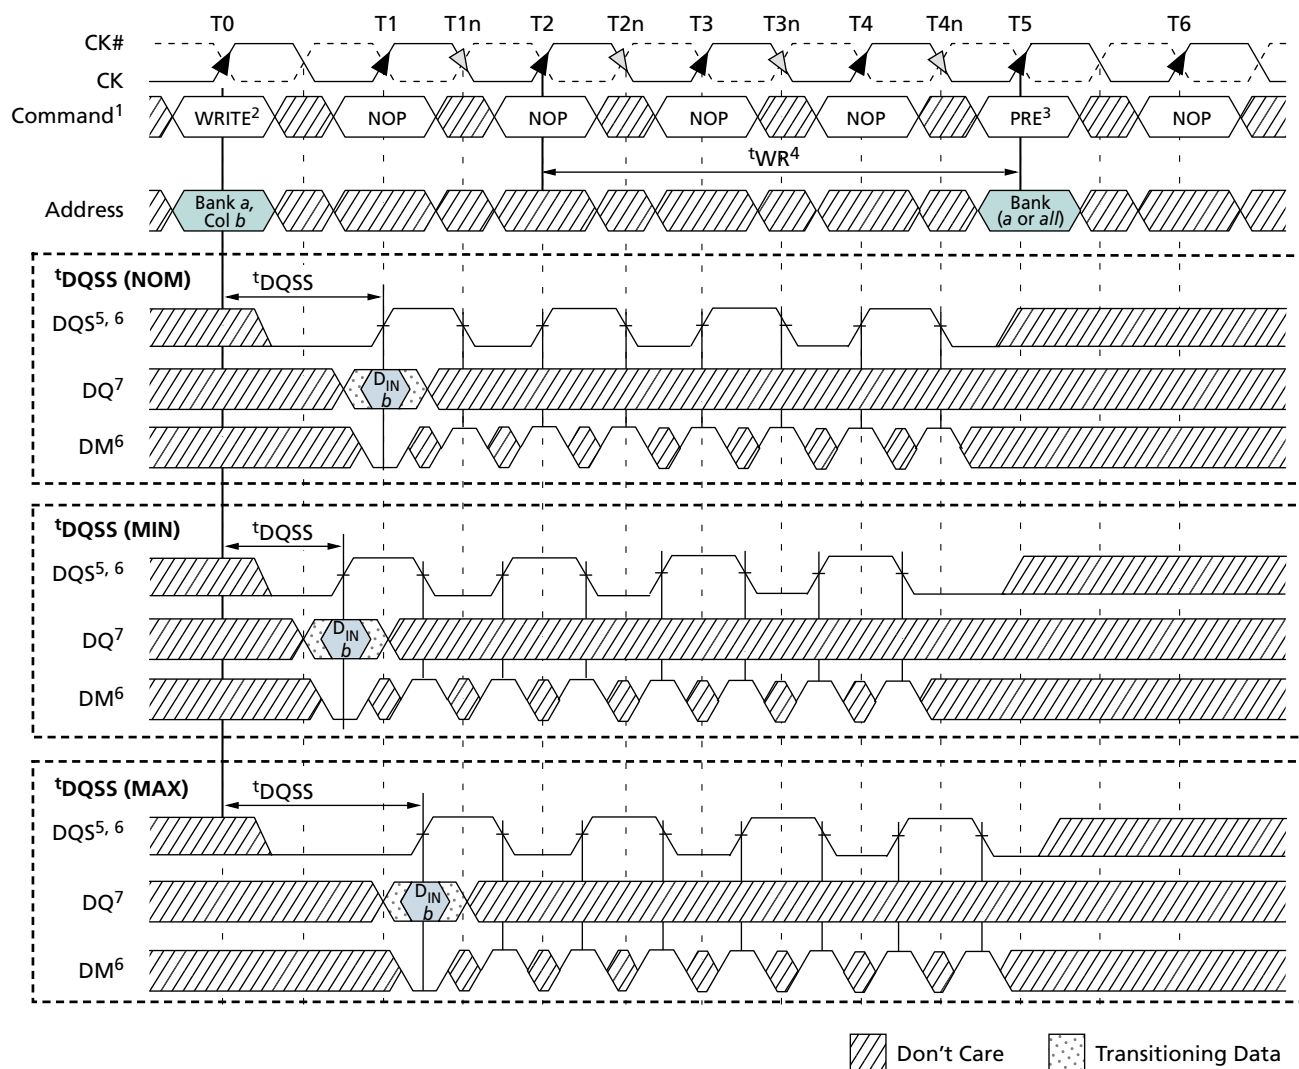 T0 T1 T1n T2 T2n T3 T3n T4 T4n T5 T6
CK#
CK
Command1 WRITE2 NOP NOP NOP NOP PRE3 NOP
tWR4
Address Bank a, Col b Bank (a or all)
tDQSS (NOM) tDQSS
DQS5, 6
DQ7 DIN b
DM6
tDQSS (MIN) tDQSS
DQS5, 6
DQ7 DIN b
DM6
tDQSS (MAX) tDQSS
DQS5, 6
DQ7 DIN b
DM6
Don't Care Transitioning Data